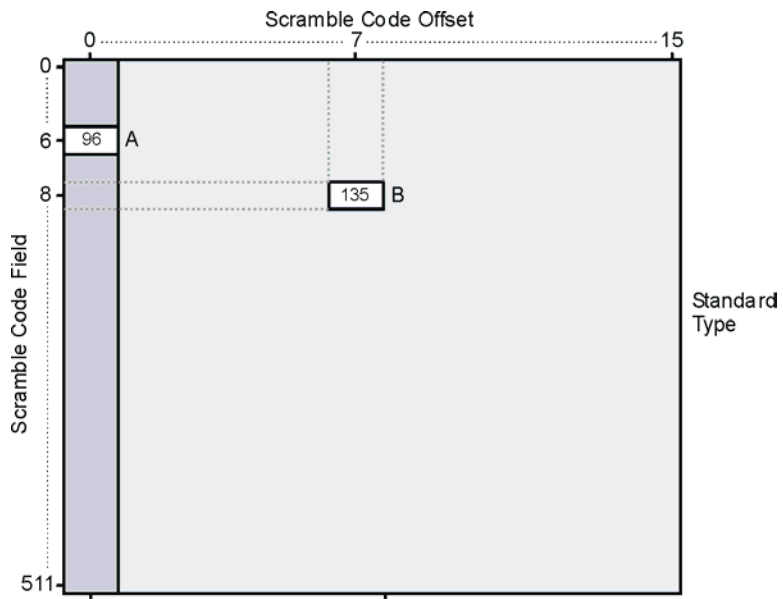 Scramble Code Offset
0 7 15
0
6 96 A
8 135 B
Scramble Code Field
Standard
Type
511